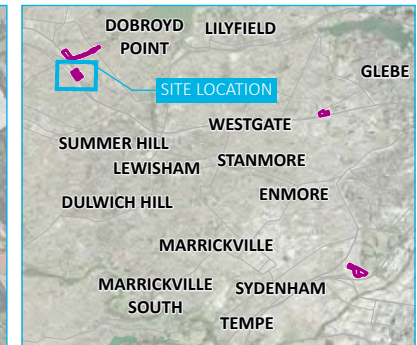 DOBROYD
POINT
LILYFIELD
GLEBE
SITE LOCATION
WESTGATE
SUMMER HILL
LEWISHAM
STANMORE
DULWICH HILL
ENMORE
MARRICKVILLE
MARRICKVILLE
SOUTH
SYDENHAM
TEMPE